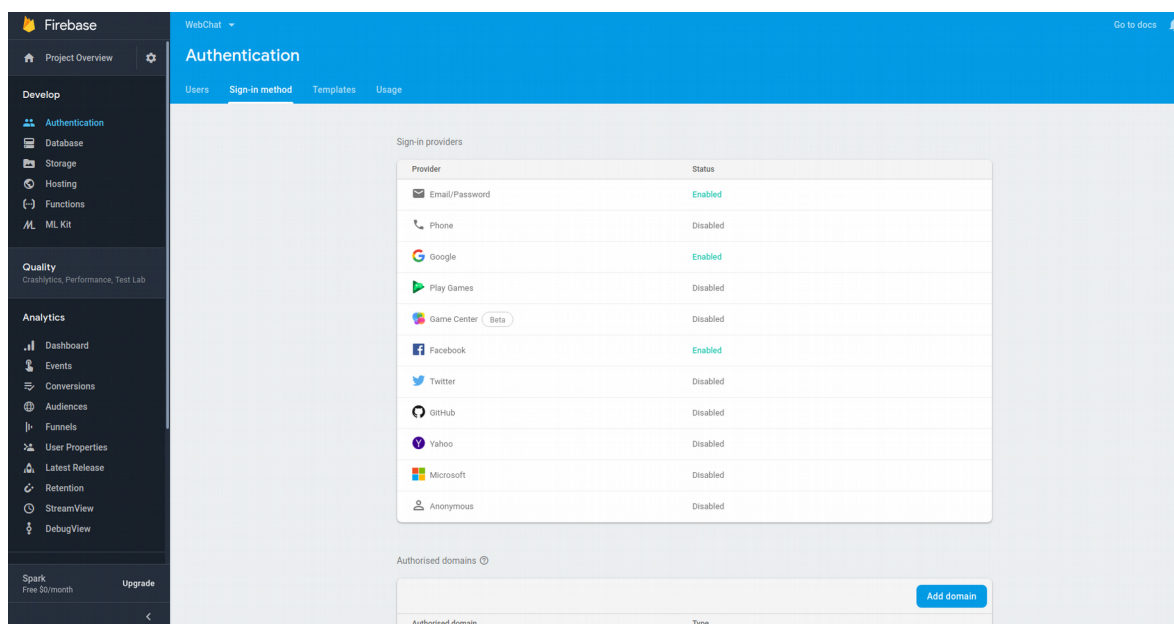 Firebase
Project Overview
Develop
Authentication
Database
Storage
Hosting
Functions
ML Kit
Quality
Crashlytics, Performance, Test Lab
Analytics
Dashboard
Events
Conversions
Audiences
Funnels
User Properties
Latest Release
Retention
StreamView
DebugView
Spark
Free $0/month
Upgrade
WebChat
Go to docs
Authentication
Users Sign-in method Templates Usage
Sign-in providers
Provider Status
Email/Password Enabled
Phone Disabled
Google Enabled
Play Games Disabled
Game Center Beta Disabled
Facebook Enabled
Twitter Disabled
GitHub Disabled
Yahoo Disabled
Microsoft Disabled
Anonymous Disabled
Authorised domains
Add domain
Authorised domain Type